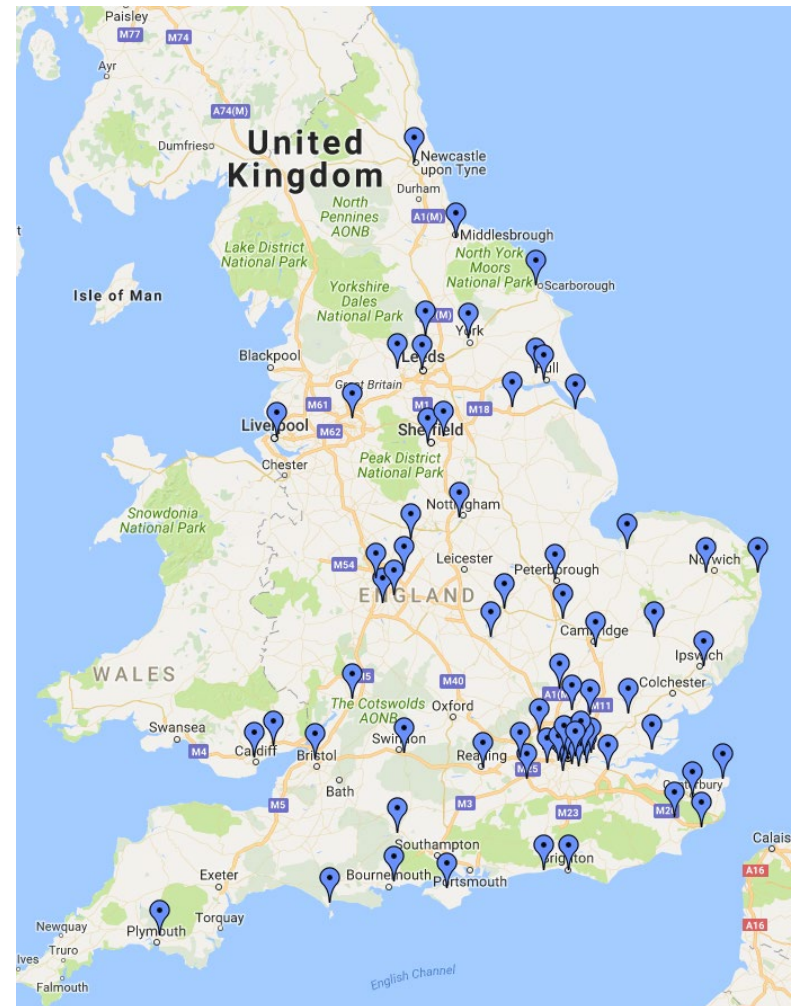 Paisley
M77
M74
Ayr
A74(M)
Dumfries
United
Kingdom
Newcastle
upon Tyne
Durham
North
Pennines
AONB
A1(M)
Middlesbrough
Lake District
National Park
North York
Moors
National Park
Scarborough
Isle of Man
Yorkshire
Dales
National Park
York
Blackpool
Leeds
Hull
Great Britain
M61
M1
M18
Liverpool
M62
Sheffield
Chester
Peak District
National Park
Snowdonia
National Park
Nottingham
M54
Leicester
Norwich
Peterborough
ENGLAND
Cambridge
Ipswich
WALES
M5
M40
Colchester
The Cotswolds
AONB
A1(M)
M11
Oxford
Swansea
Swindon
M4
Cardiff
Bristol
Reading
M25
Bath
Canterbury
M5
M3
M23
M20
Southampton
Calais
Brighton
Exeter
Bournemouth
Portsmouth
A16
Torquay
Newquay
Plymouth
A16
Truro
Ives
English Channel
Falmouth